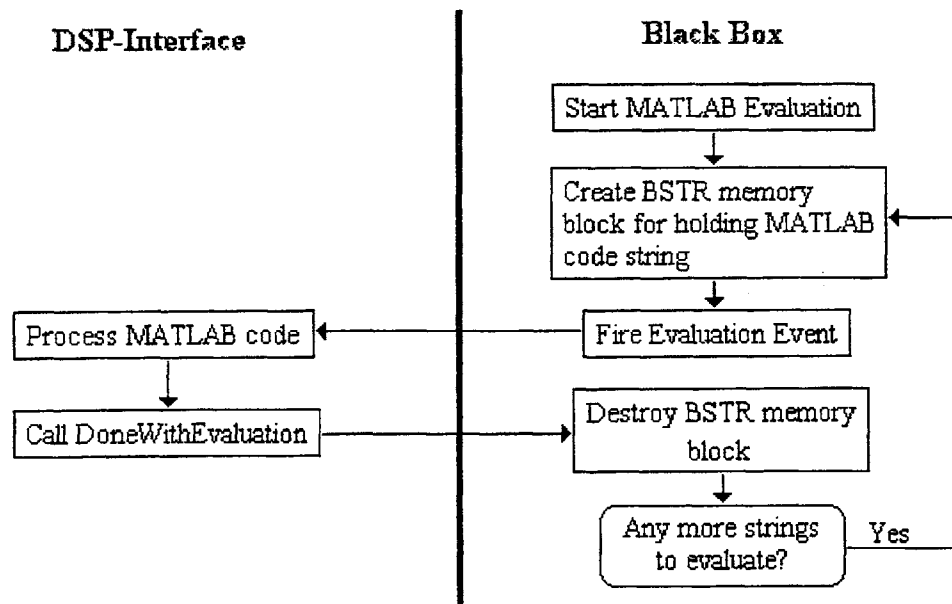 DSP-Interface
Black Box
Start MATLAB Evaluation
Create BSTR memory
block for holding MATLAB
code string
Fire Evaluation Event
Process MATLAB code
Call DoneWithEvaluation
Destroy BSTR memory
block
Any more strings
to evaluate?
Yes